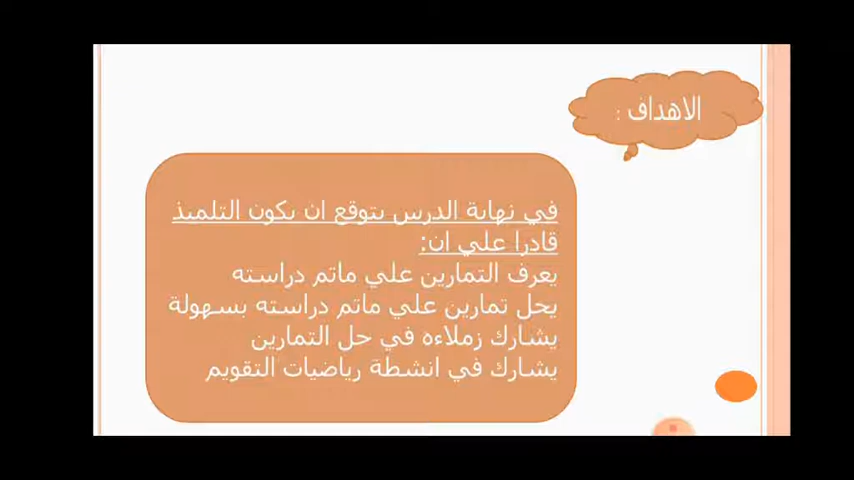 الاهداف :
في نهاية الدرس يتوقع ان يكون التلميذ
قادرا علي ان:
يعرف التمارين علي ماتم دراسته
يحل تمارين علي ماتم دراسته بسهولة
يشارك زملاءه في حل التمارين
يشارك في انشطة رياضيات التقويم